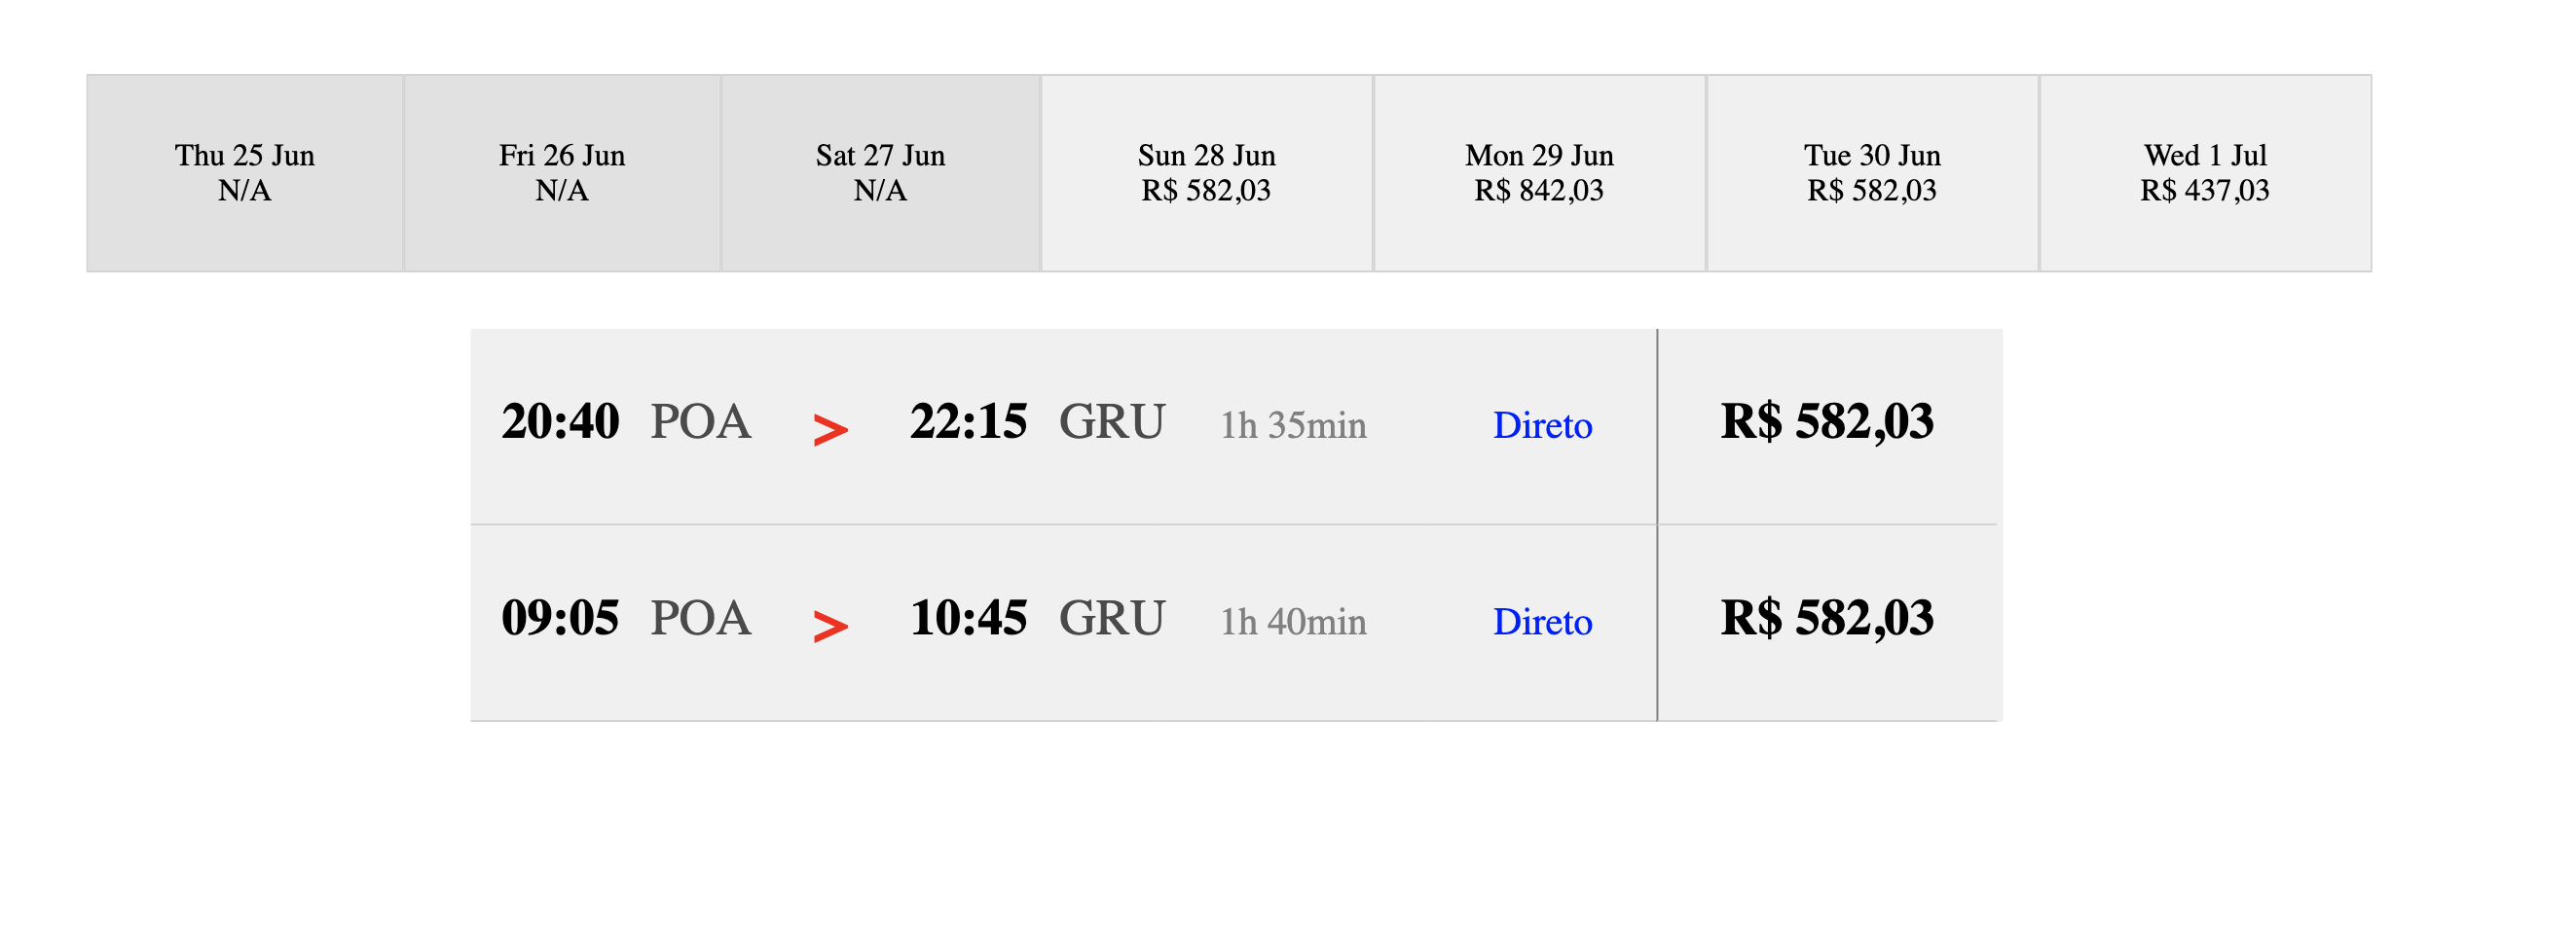 Thu 25 Jun
N/A
Fri 26 Jun
N/A
Sat 27 Jun
N/A
Sun 28 Jun
R$ 582,03
Mon 29 Jun
R$ 842,03
Tue 30 Jun
R$ 582,03
Wed 1 Jul
R$ 437,03
20:40 POA > 22:15 GRU 1h 35min Direto R$ 582,03
09:05 POA > 10:45 GRU 1h 40min Direto R$ 582,03